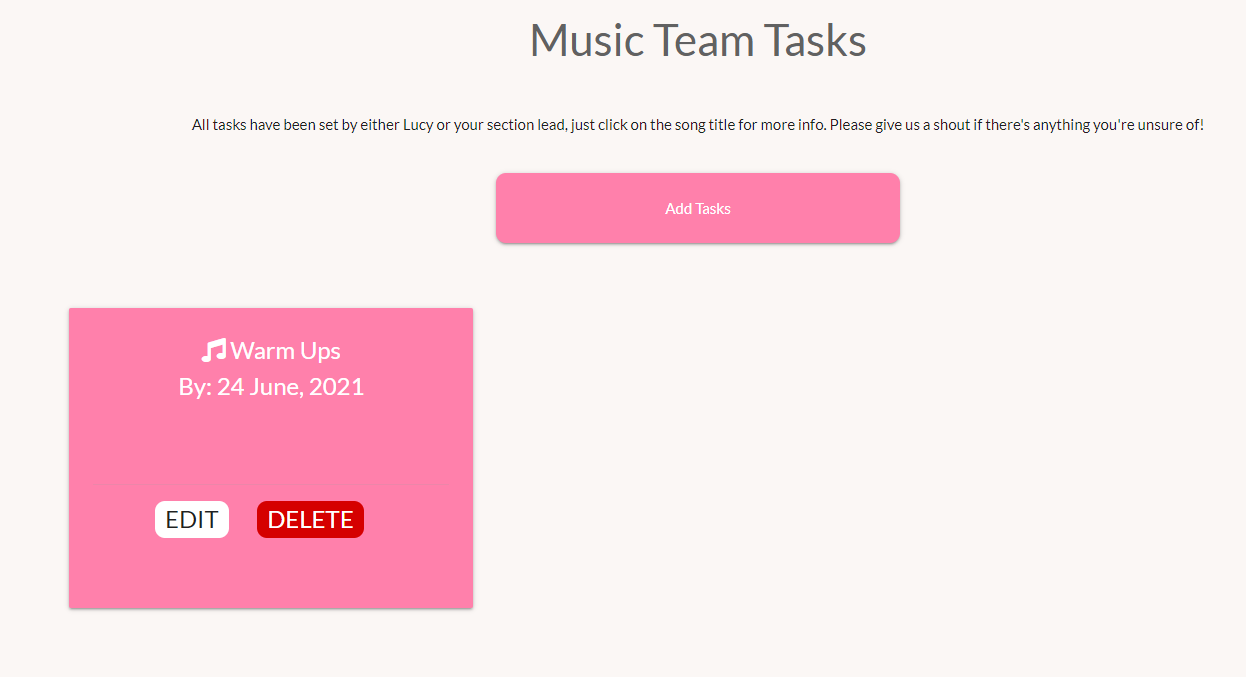 Music Team Tasks
All tasks have been set by either Lucy or your section lead, just click on the song title for more info. Please give us a shout if there's anything you're unsure of!
Add Tasks
Warm Ups
By: 24 June, 2021
EDIT DELETE